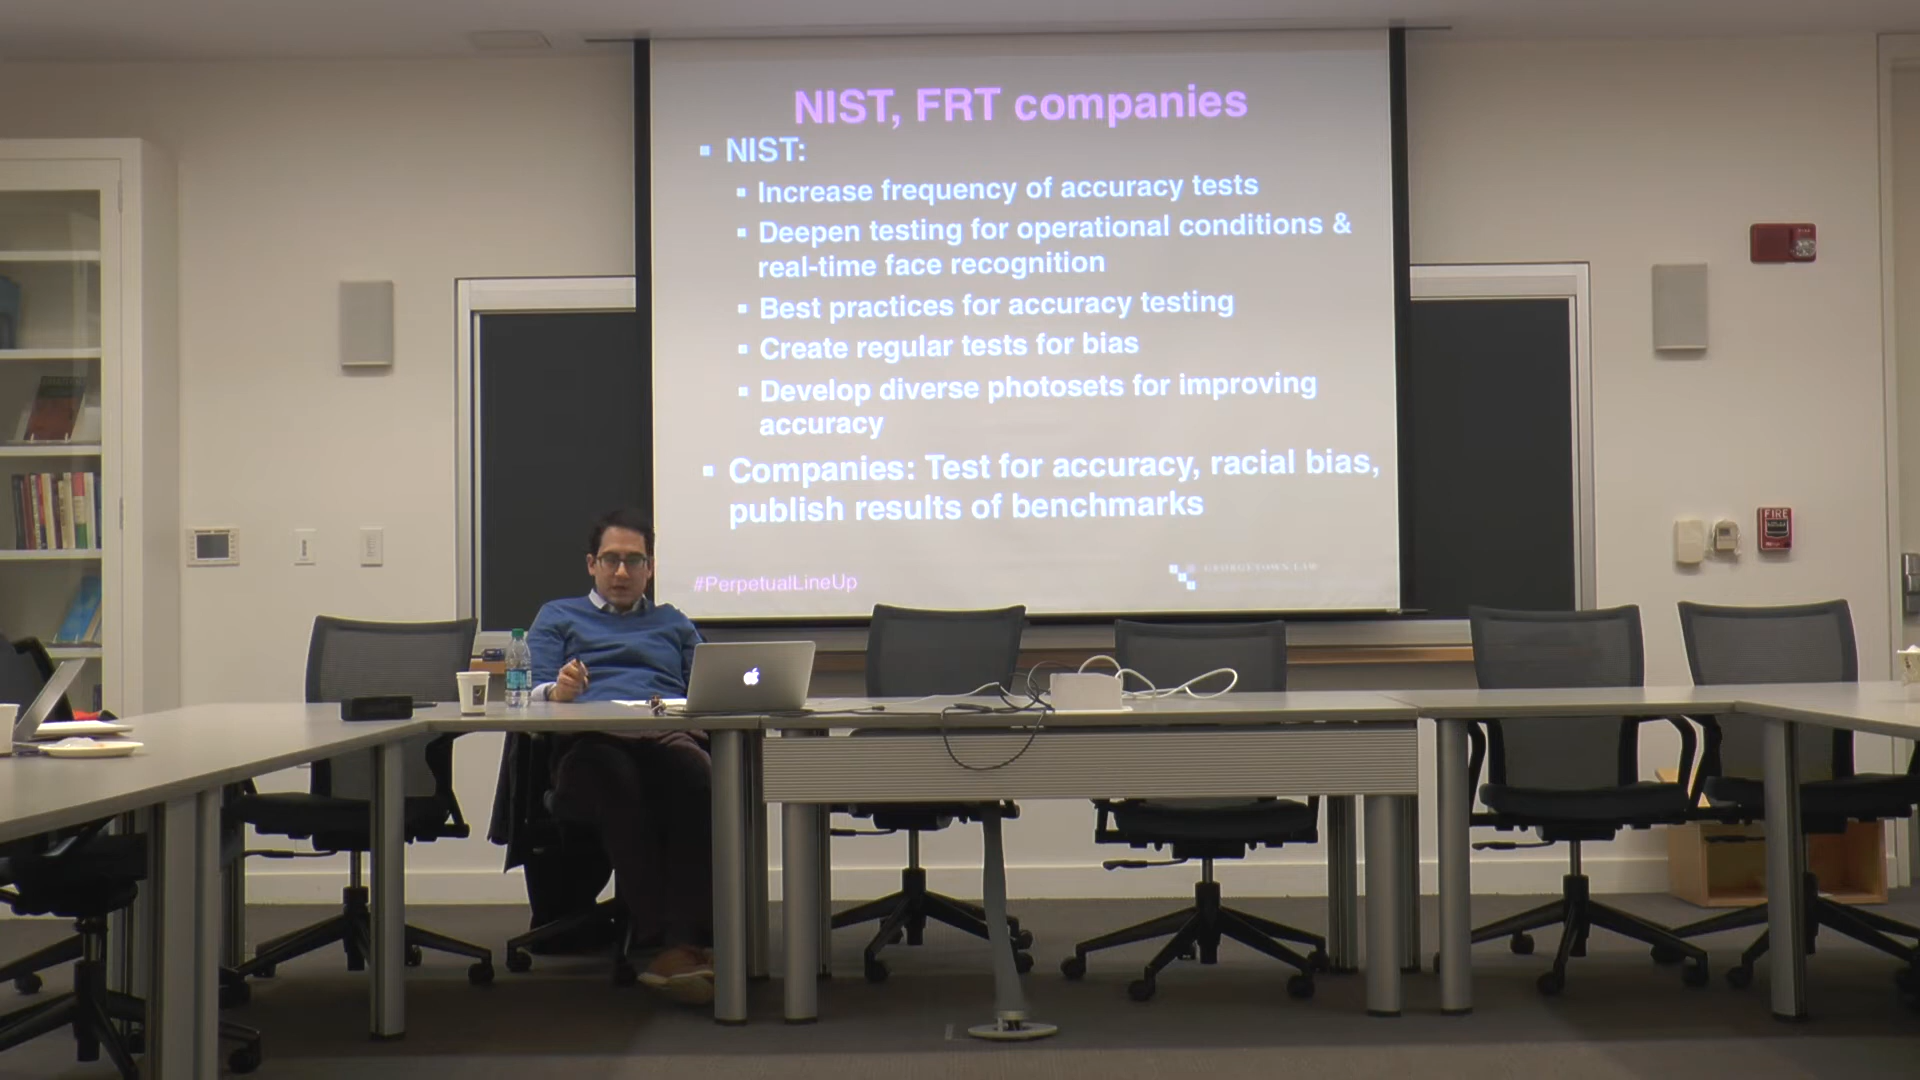 NIST, FRT companies
NIST:
Increase frequency of accuracy tests
Deepen testing for operational conditions &
real-time face recognition
Best practices for accuracy testing
Create regular tests for bias
Develop diverse photosets for improving
accuracy
Companies: Test for accuracy, racial bias,
publish results of benchmarks
#PerpetualLineUp
GEORGETOWN LAW
FIRE